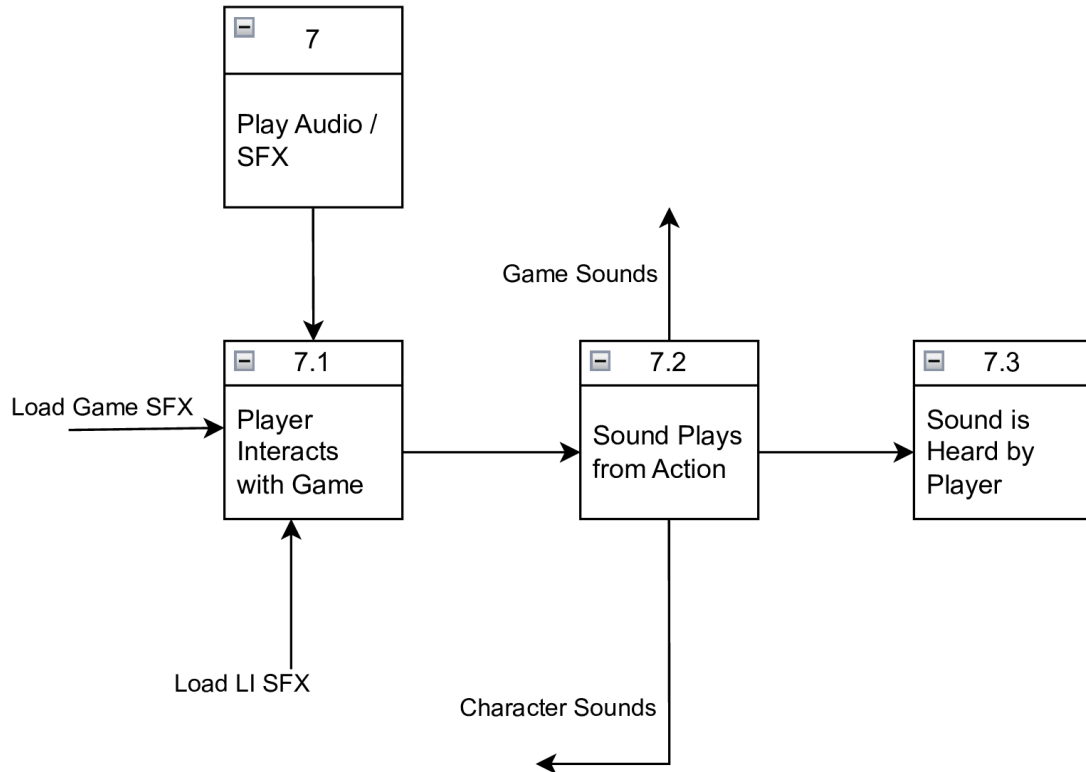 7
Play Audio /
SFX
Game Sounds
7.1
7.2
7.3
Load Game SFX
Player
Interacts
with Game
Sound Plays
from Action
Sound is
Heard by
Player
Load LI SFX
Character Sounds